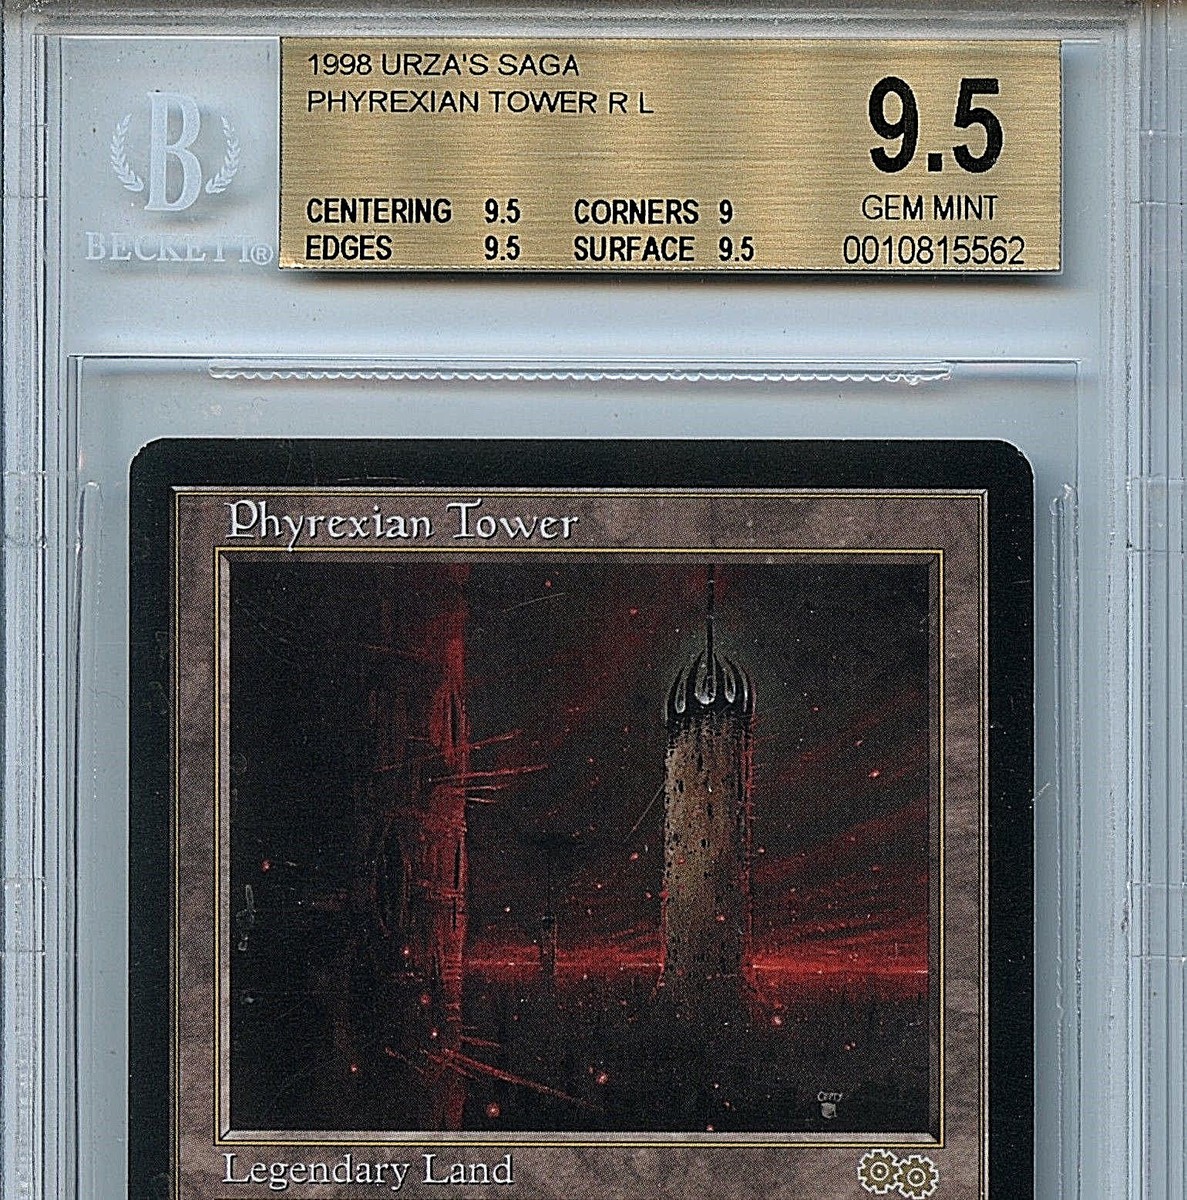 1998 URZA'S SAGA
PHYREXIAN TOWER R L
9.5
GEM MINT
0010815562
CENTERING 9.5 CORNERS 9
EDGES 9.5 SURFACE 9.5
B
BECKETT®
Phyrexian Tower
Legendary Land